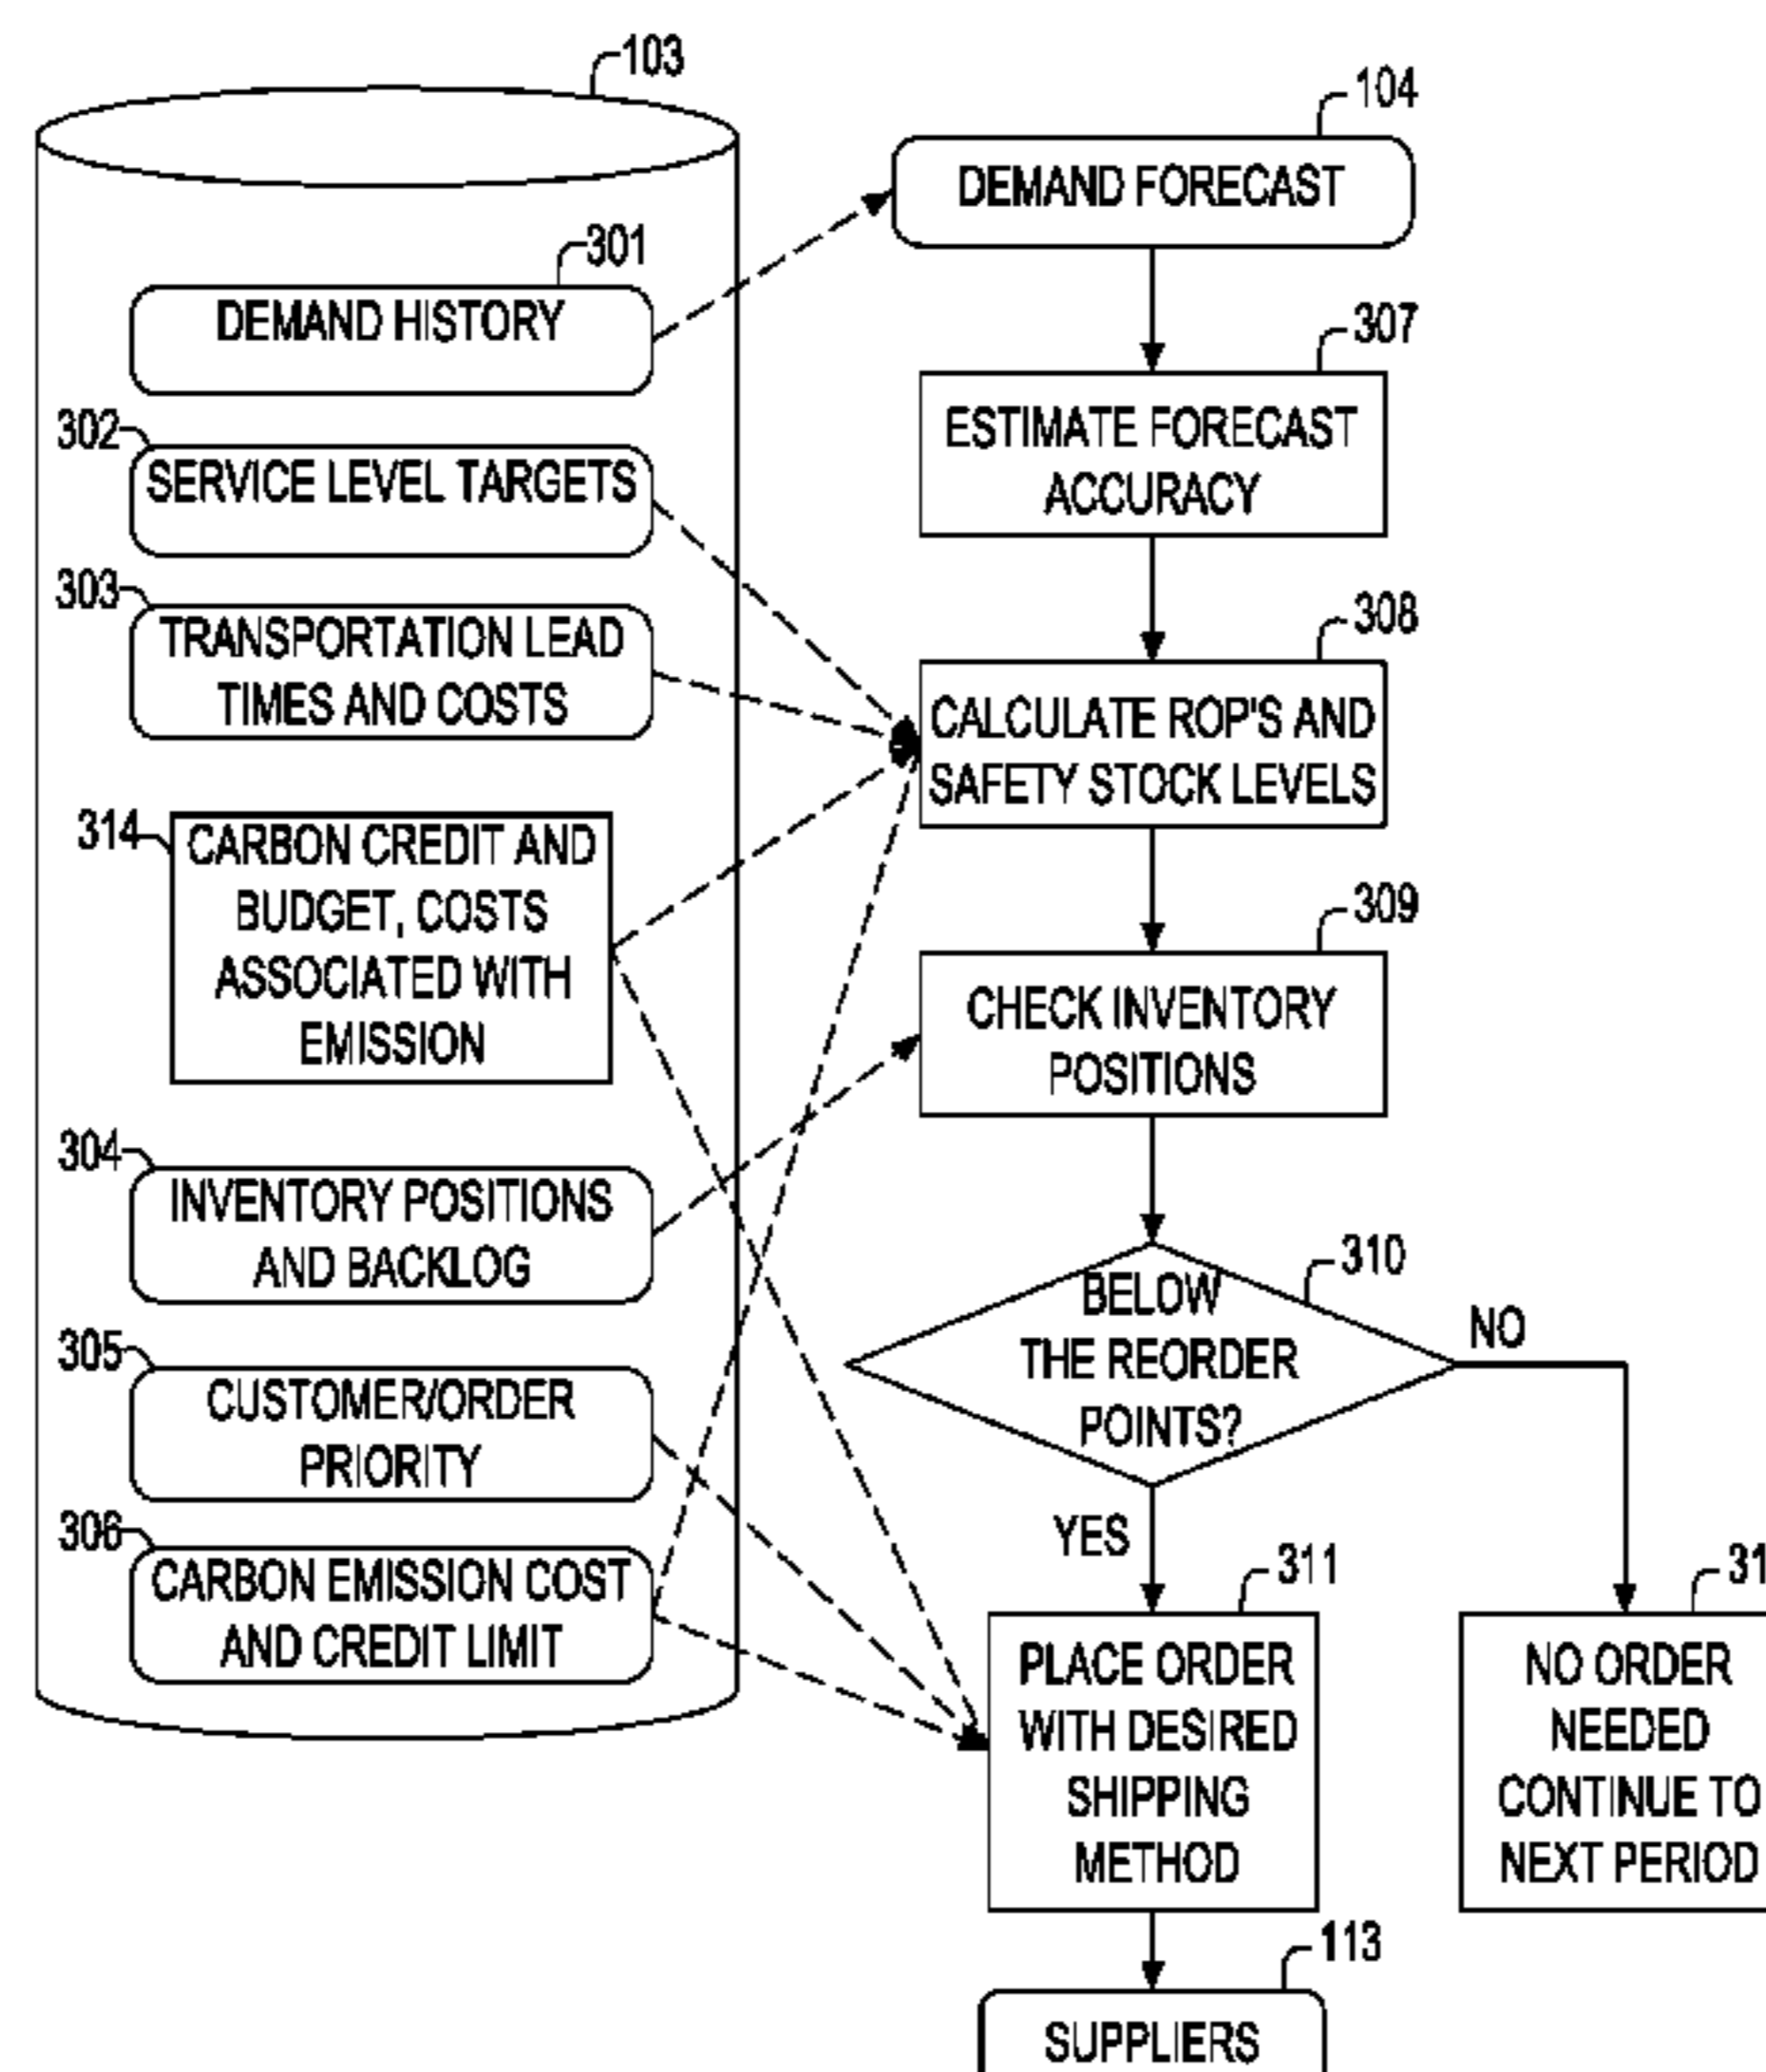 103
301
DEMAND HISTORY
302
SERVICE LEVEL TARGETS
303
TRANSPORTATION LEAD
TIMES AND COSTS
314
CARBON CREDIT AND
BUDGET, COSTS
ASSOCIATED WITH
EMISSION
304
INVENTORY POSITIONS
AND BACKLOG
305
CUSTOMER/ORDER
PRIORITY
306
CARBON EMISSION COST
AND CREDIT LIMIT
104
DEMAND FORECAST
307
ESTIMATE FORECAST
ACCURACY
308
CALCULATE ROP'S AND
SAFETY STOCK LEVELS
309
CHECK INVENTORY
POSITIONS
310
BELOW
THE REORDER
POINTS?
NO
YES
311
PLACE ORDER
WITH DESIRED
SHIPPING
METHOD
31
NO ORDER
NEEDED
CONTINUE TO
NEXT PERIOD
113
SUPPLIERS